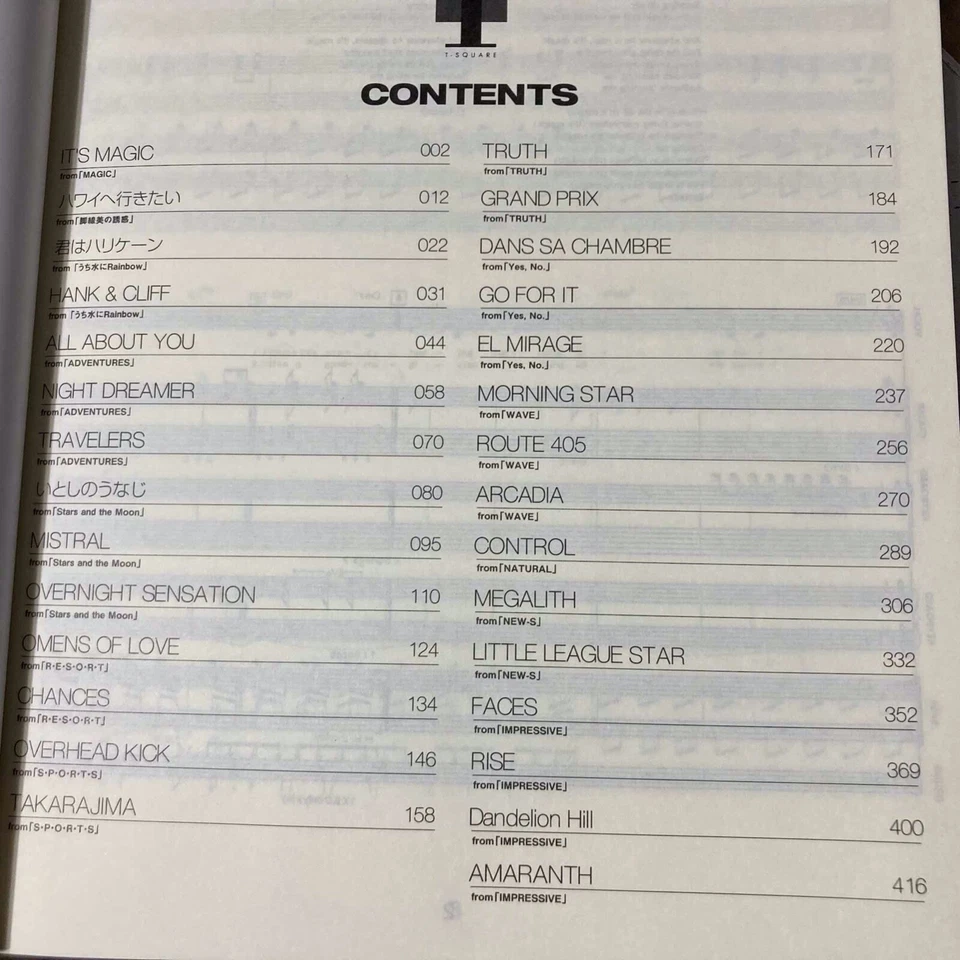 T-SQUARE
CONTENTS
IT'S MAGIC 002
from「MAGIC」
ハワイへ行きたい 012
from「脚線美の誘惑」
君はハリケーン 022
from「うち水にRainbow」
HANK & CLIFF 031
from「うち水にRainbow」
ALL ABOUT YOU 044
from「ADVENTURES」
NIGHT DREAMER 058
from「ADVENTURES」
TRAVELERS 070
from「ADVENTURES」
いとしのうなじ 080
from「Stars and the Moon」
MISTRAL 095
from「Stars and the Moon」
OVERNIGHT SENSATION 110
from「Stars and the Moon」
OMENS OF LOVE 124
from「R・E・S・O・R・T」
CHANCES 134
from「R・E・S・O・R・T」
OVERHEAD KICK 146
from「S・P・O・R・T・S」
TAKARAJIMA 158
from「S・P・O・R・T・S」
TRUTH 171
from「TRUTH」
GRAND PRIX 184
from「TRUTH」
DANS SA CHAMBRE 192
from「Yes, No.」
GO FOR IT 206
from「Yes, No.」
EL MIRAGE 220
from「Yes, No.」
MORNING STAR 237
from「WAVE」
ROUTE 405 256
from「WAVE」
ARCADIA 270
from「WAVE」
CONTROL 289
from「NATURAL」
MEGALITH 306
from「NEW-S」
LITTLE LEAGUE STAR 332
from「NEW-S」
FACES 352
from「IMPRESSIVE」
RISE 369
from「IMPRESSIVE」
Dandelion Hill 400
from「IMPRESSIVE」
AMARANTH 416
from「IMPRESSIVE」